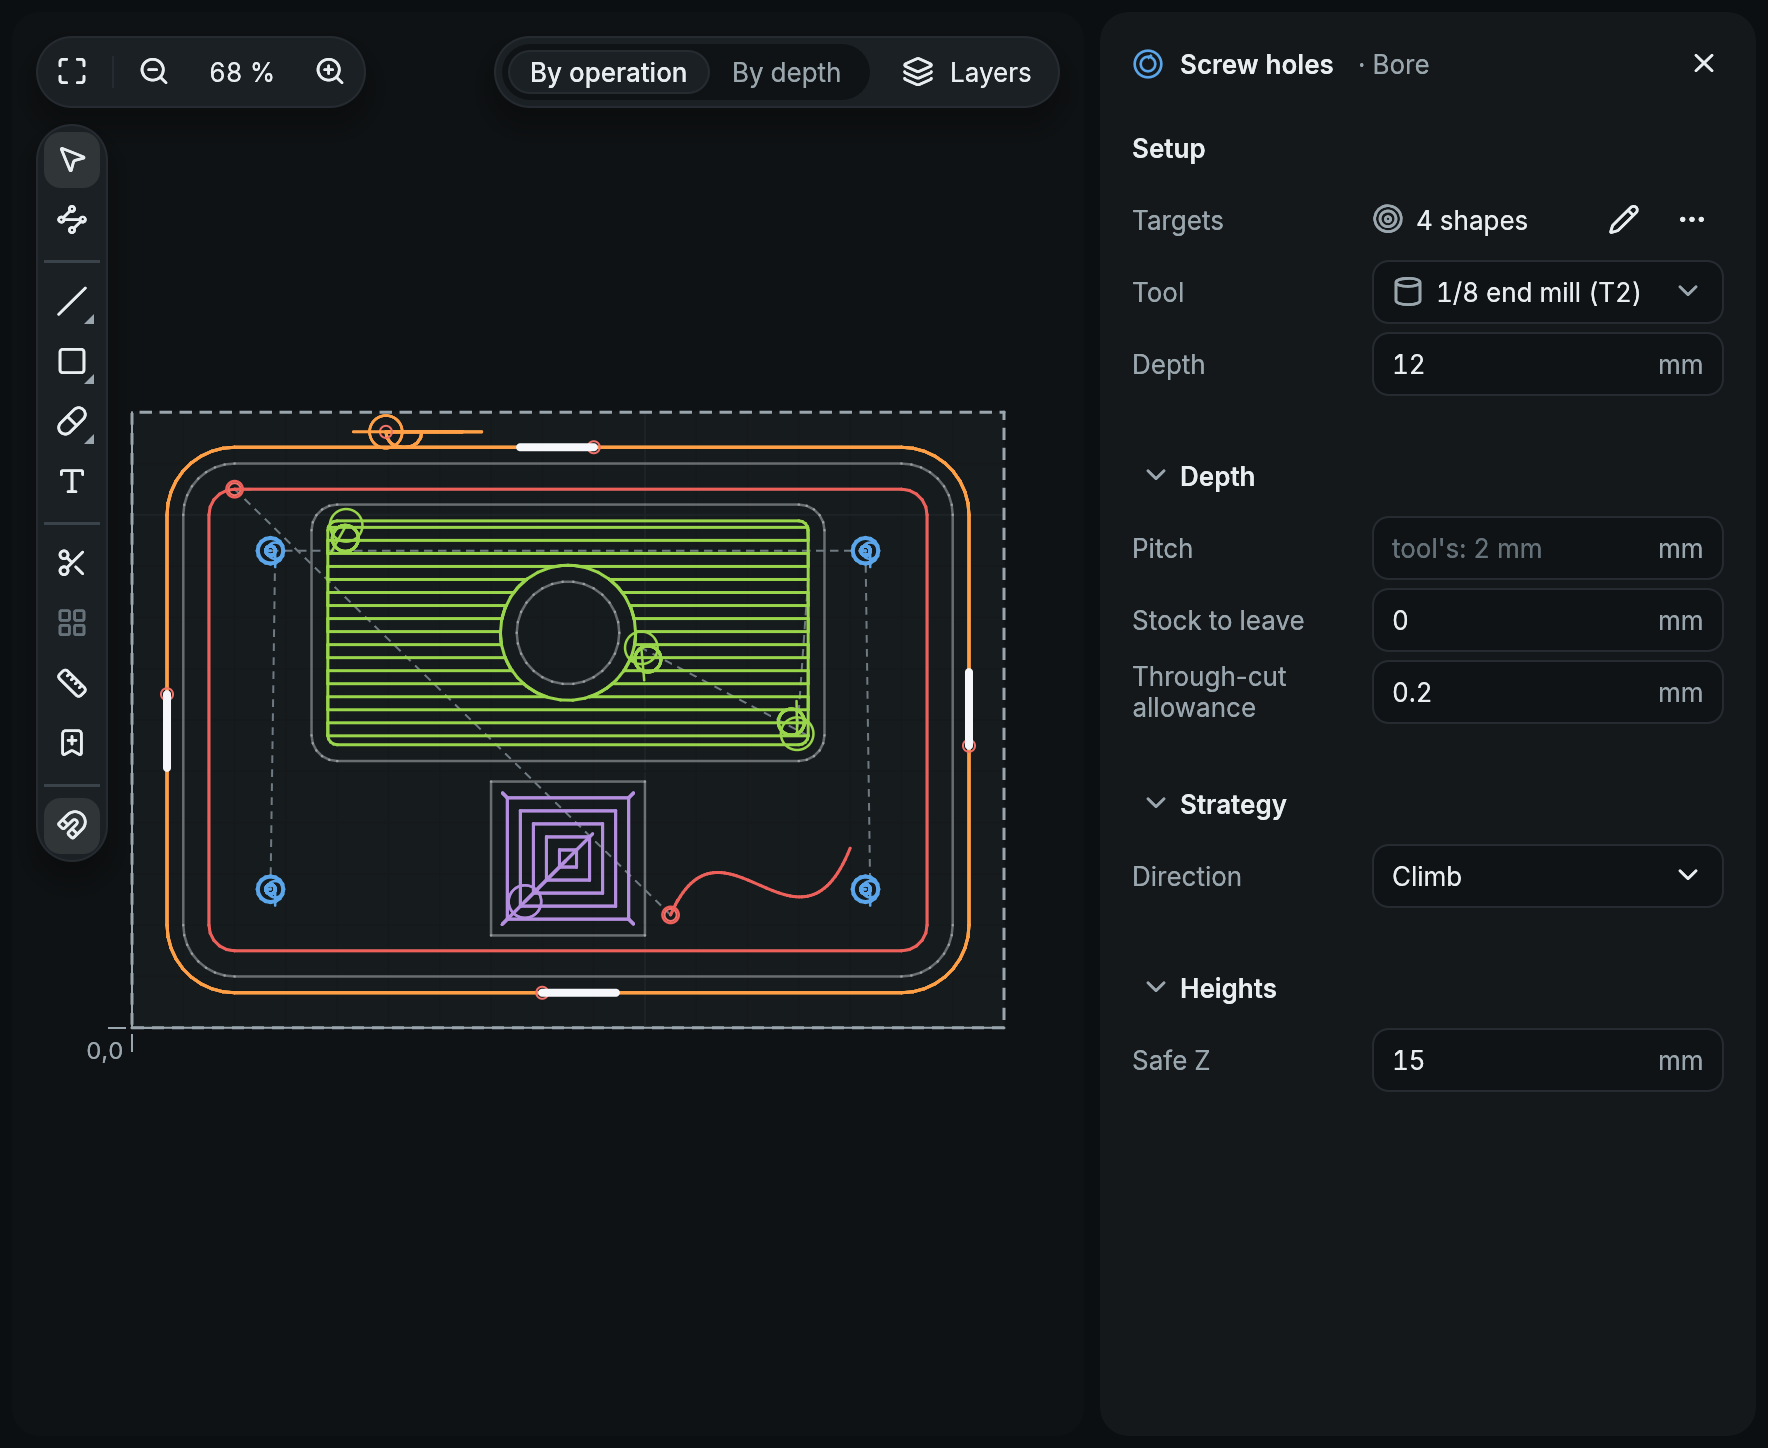 68 %
By operation
By depth
Layers
0,0
Screw holes · Bore
Setup
Targets
4 shapes
Tool
1/8 end mill (T2)
Depth
12
mm
Depth
Pitch
tool's: 2 mm
mm
Stock to leave
0
mm
Through-cut
allowance
0.2
mm
Strategy
Direction
Climb
Heights
Safe Z
15
mm